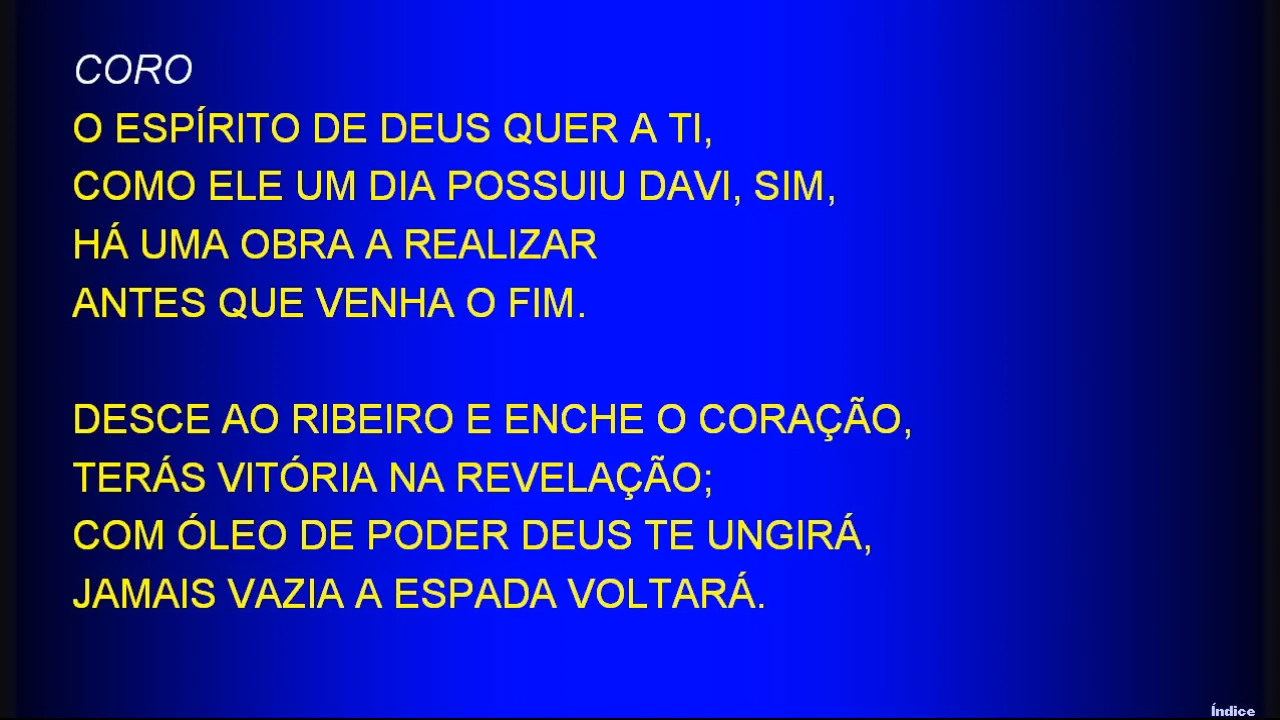 CORO
O ESPÍRITO DE DEUS QUER A TI,
COMO ELE UM DIA POSSUIU DAVI, SIM,
HÁ UMA OBRA A REALIZAR
ANTES QUE VENHA O FIM.
DESCE AO RIBEIRO E ENCHE O CORAÇÃO,
TERÁS VITÓRIA NA REVELAÇÃO;
COM ÓLEO DE PODER DEUS TE UNGIRÁ,
JAMAIS VAZIA A ESPADA VOLTARÁ.
Índice